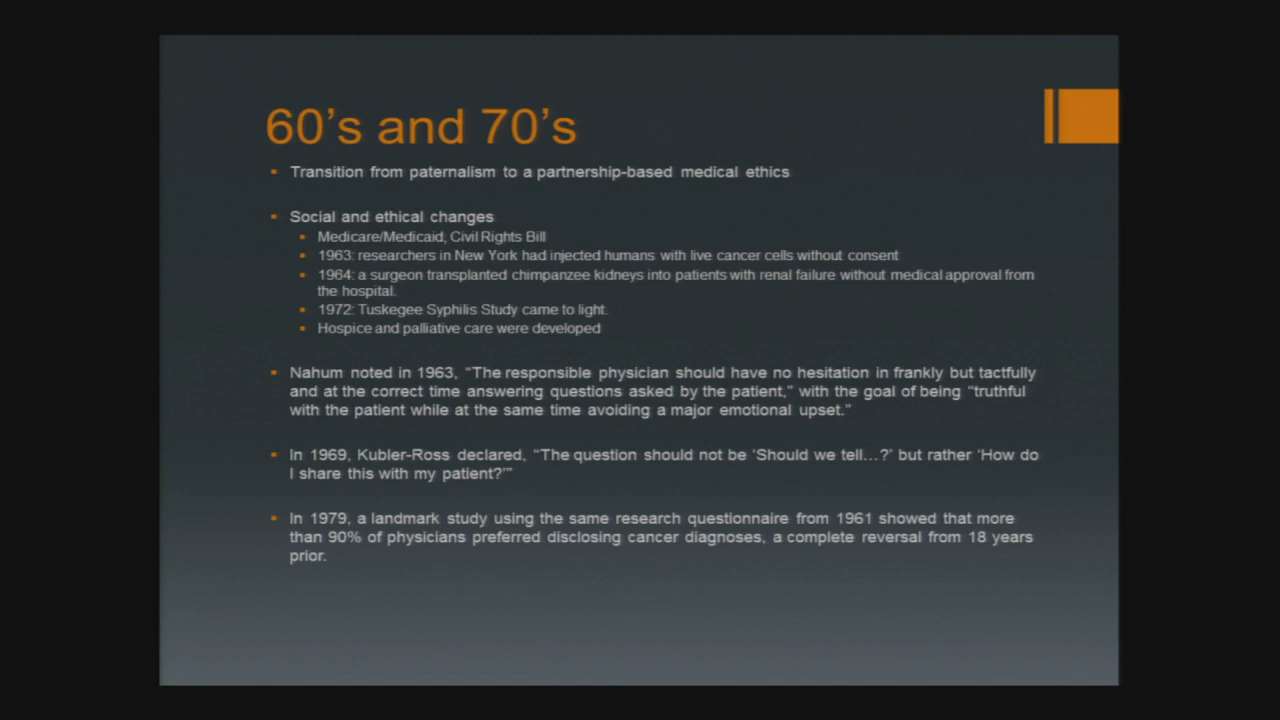 60's and 70's
Transition from paternalism to a partnership-based medical ethics
Social and ethical changes
Medicare/Medicaid, Civil Rights Bill
1963: researchers in New York had injected humans with live cancer cells without consent
1964: a surgeon transplanted chimpanzee kidneys into patients with renal failure without medical approval from
the hospital.
1972: Tuskegee Syphilis Study came to light.
Hospice and palliative care were developed
Nahum noted in 1963, “The responsible physician should have no hesitation in frankly but tactfully
and at the correct time answering questions asked by the patient,” with the goal of being “truthful
with the patient while at the same time avoiding a major emotional upset.”
In 1969, Kubler-Ross declared, “The question should not be ‘Should we tell…?’ but rather ‘How do
I share this with my patient?’”
In 1979, a landmark study using the same research questionnaire from 1961 showed that more
than 90% of physicians preferred disclosing cancer diagnoses, a complete reversal from 18 years
prior.